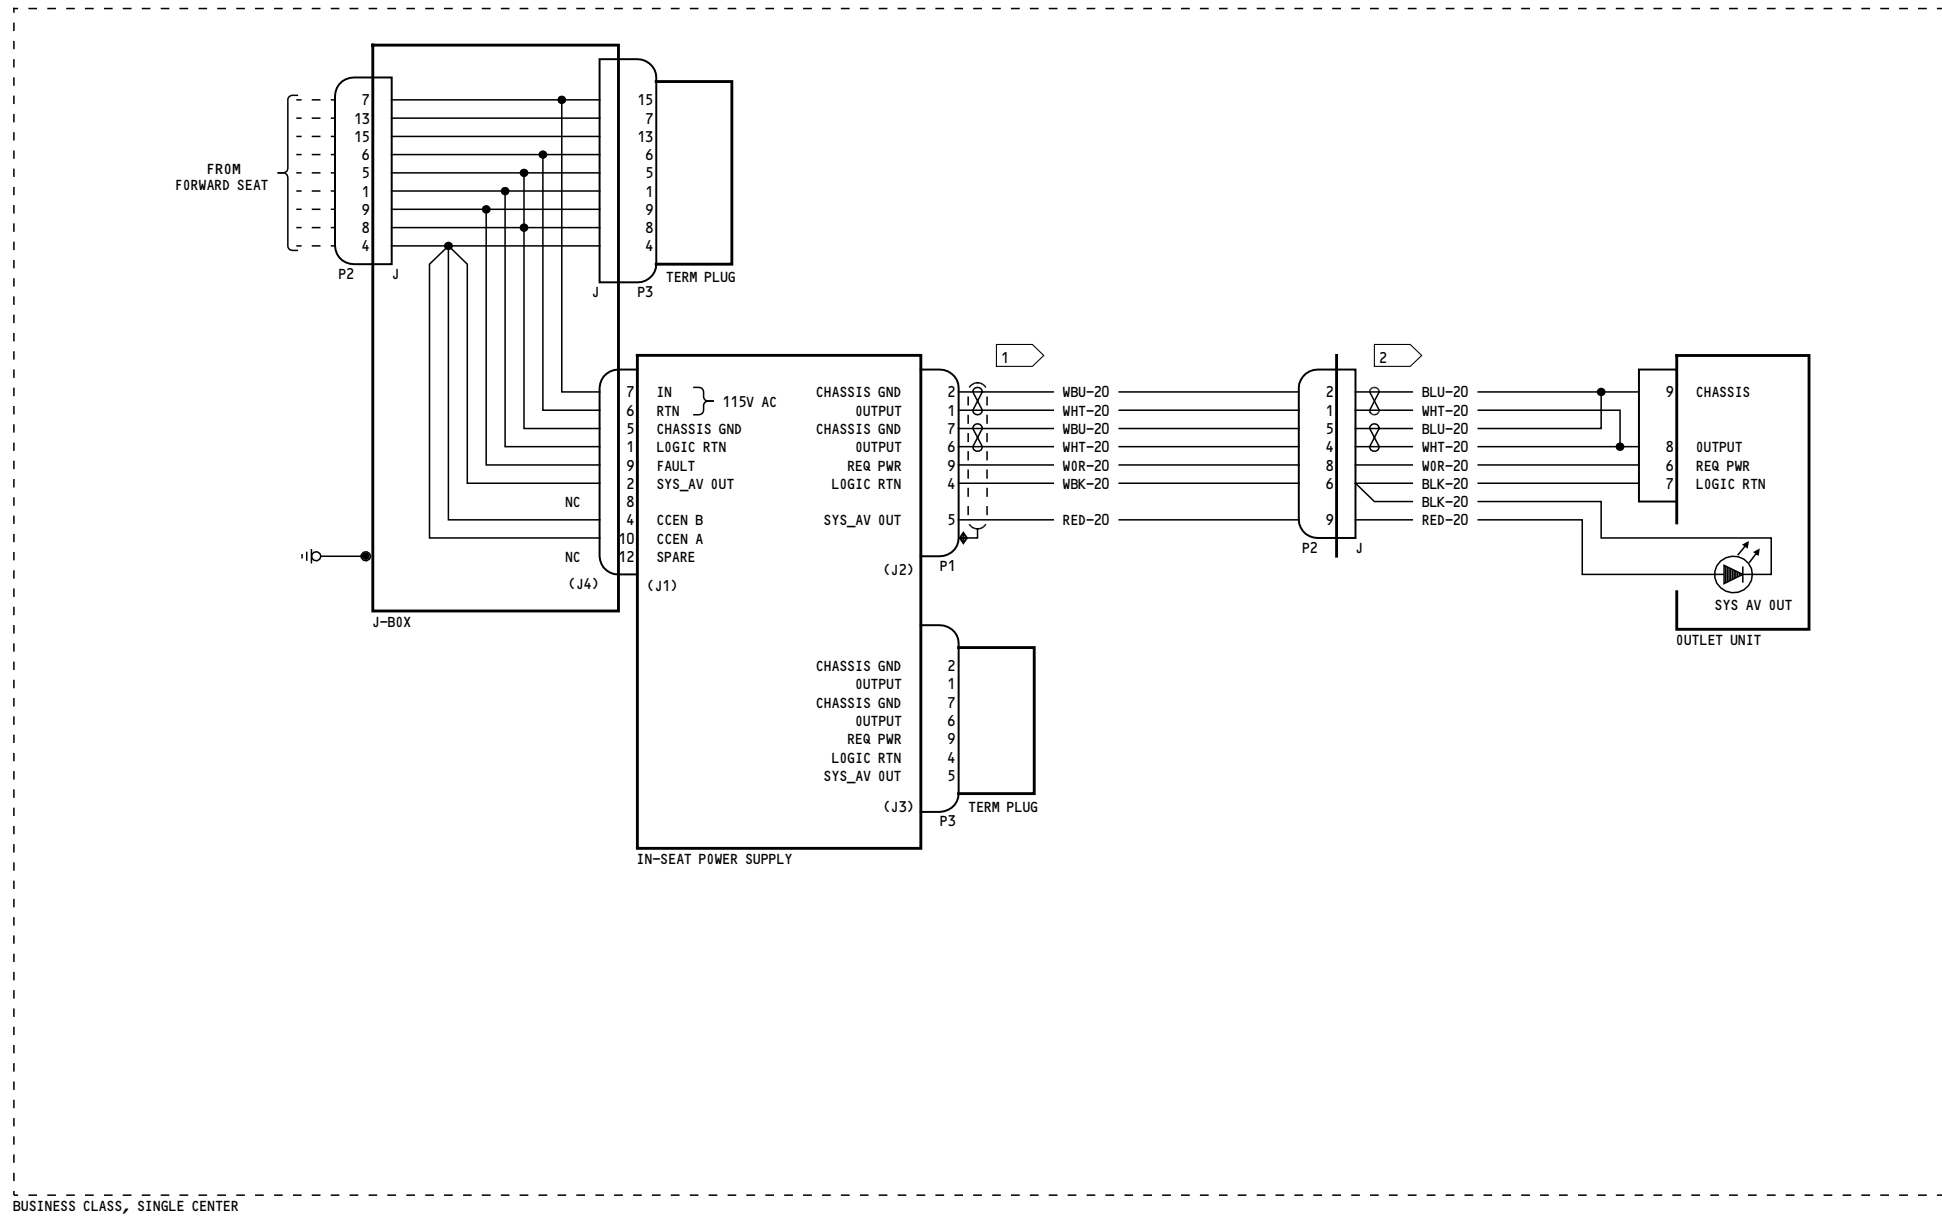 7
13
15
6
5
1
9
8
4
FROM
FORWARD SEAT
P2
J
15
7
13
6
5
1
9
8
4
TERM PLUG
J
P3
7
6
5
1
9
2
NC
8
4
10
NC
12
(J4)
(J1)
J-BOX
IN
RTN
115V AC
CHASSIS GND
LOGIC RTN
FAULT
SYS_AV OUT
CCEN B
CCEN A
SPARE
CHASSIS GND 2
OUTPUT 1
CHASSIS GND 7
OUTPUT 6
REQ PWR 9
LOGIC RTN 4
SYS_AV OUT 5
(J2)
P1
1
WBU-20
WHT-20
WBU-20
WHT-20
WOR-20
WBK-20
RED-20
2
1
5
4
8
6
9
P2
J
2
BLU-20
WHT-20
BLU-20
WHT-20
WOR-20
BLK-20
BLK-20
RED-20
9 CHASSIS
8 OUTPUT
6 REQ PWR
7 LOGIC RTN
SYS AV OUT
OUTLET UNIT
CHASSIS GND 2
OUTPUT 1
CHASSIS GND 7
OUTPUT 6
REQ PWR 9
LOGIC RTN 4
SYS_AV OUT 5
(J3)
P3
TERM PLUG
IN-SEAT POWER SUPPLY
BUSINESS CLASS, SINGLE CENTER